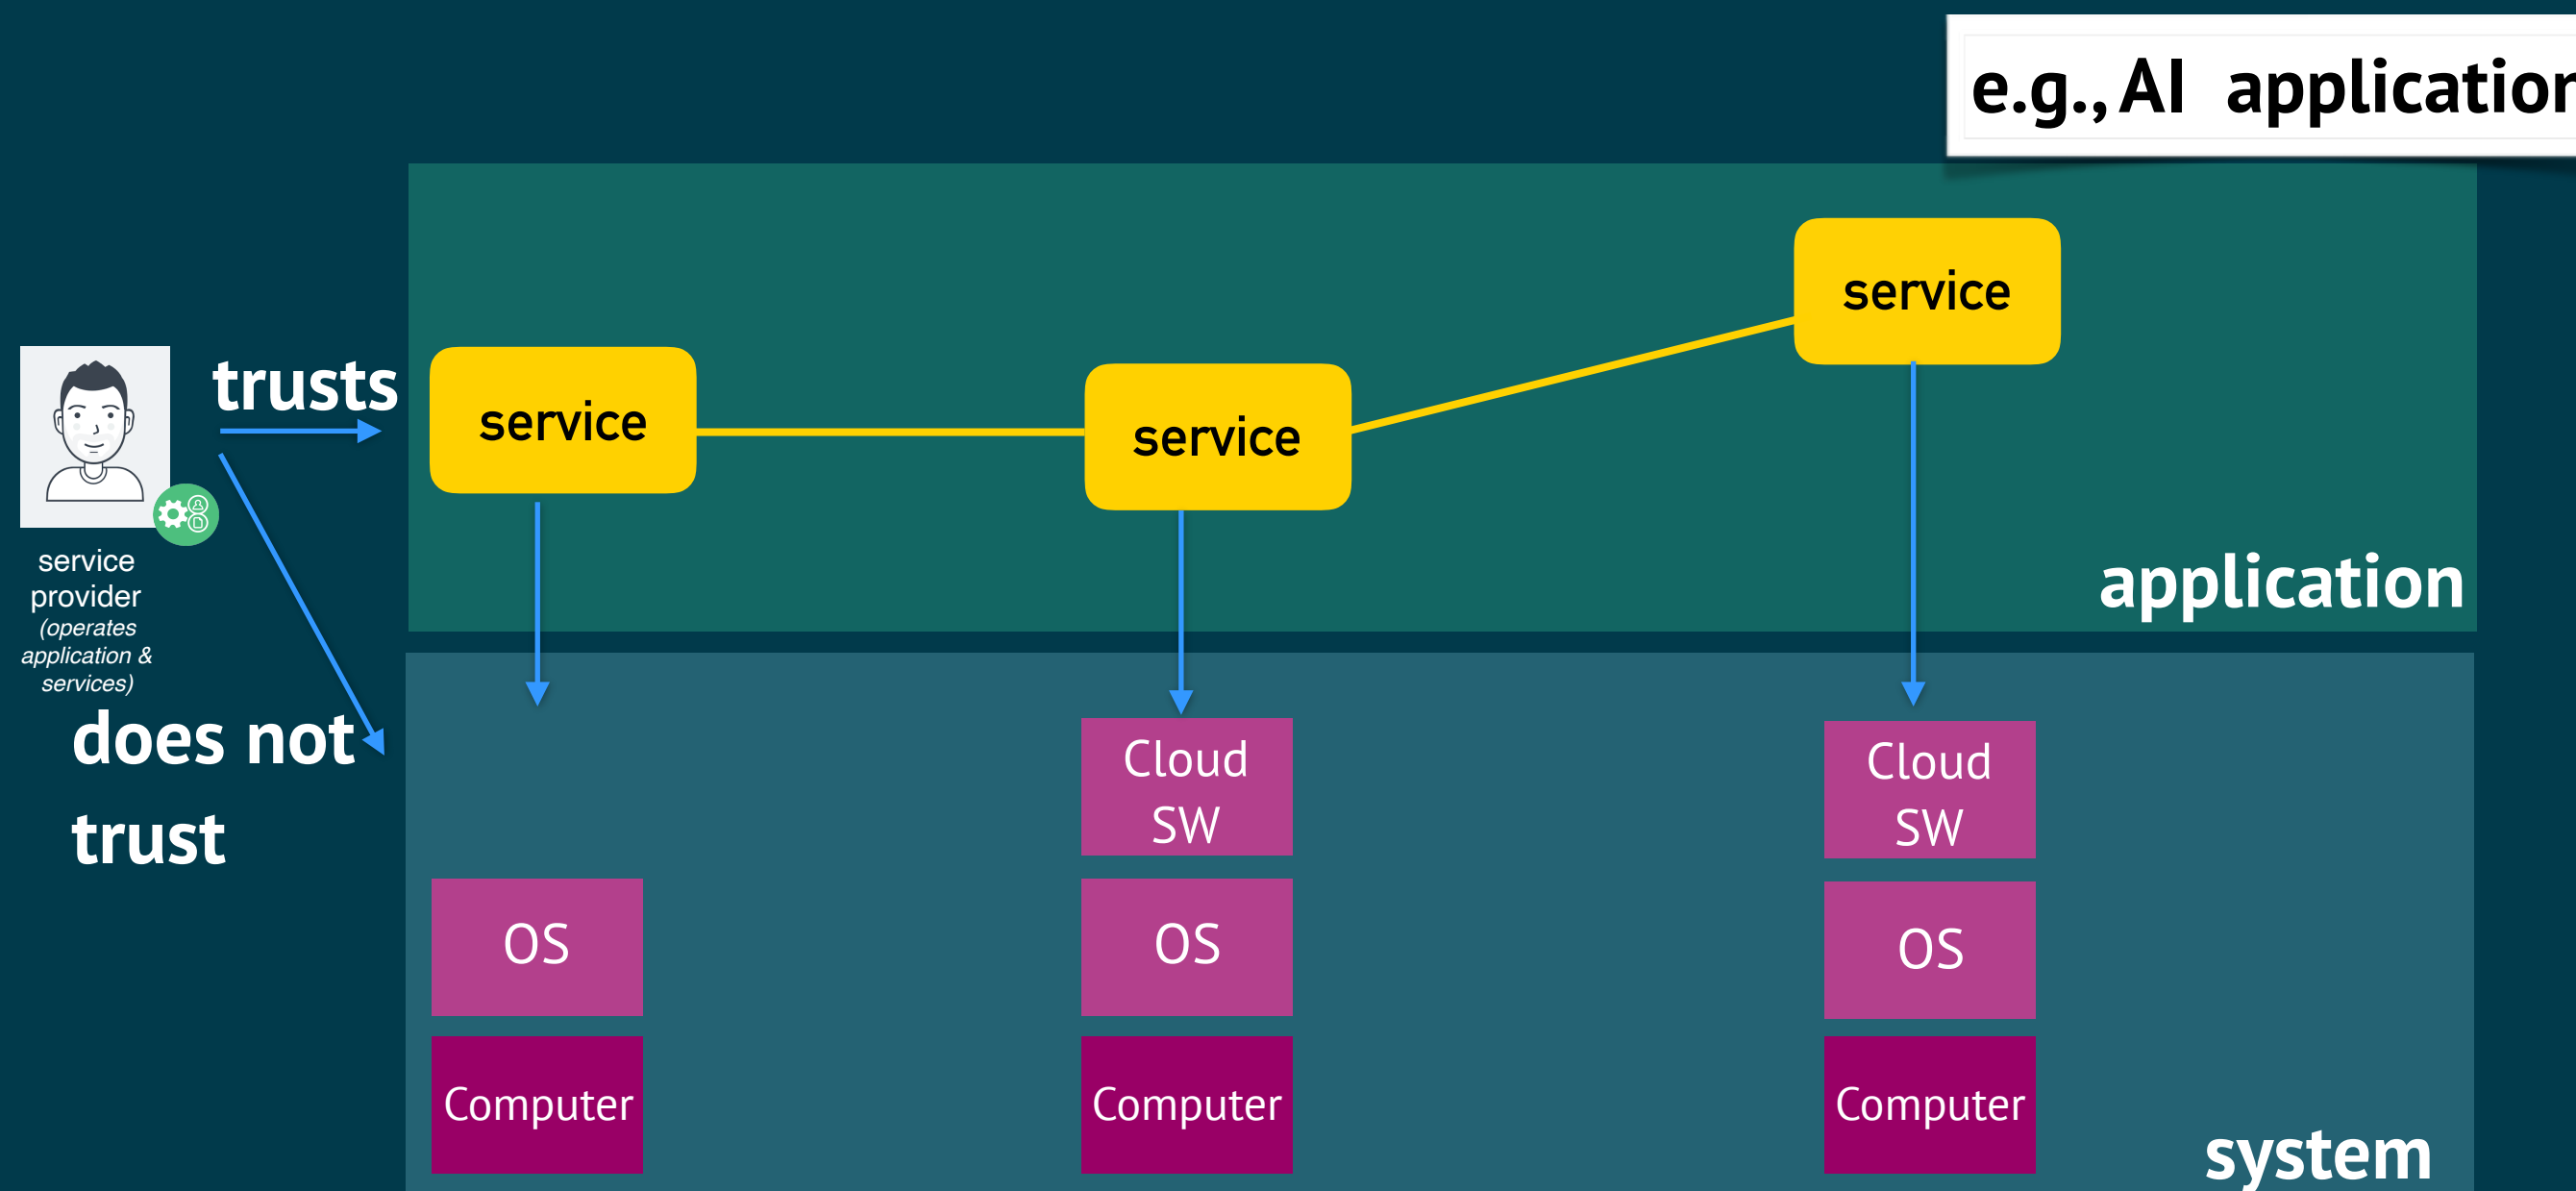 e.g., AI application
service
trusts
service
service
service
provider
(operates
application &
services)
application
does not
trust
Cloud
SW
Cloud
SW
OS
OS
OS
Computer
Computer
Computer
system